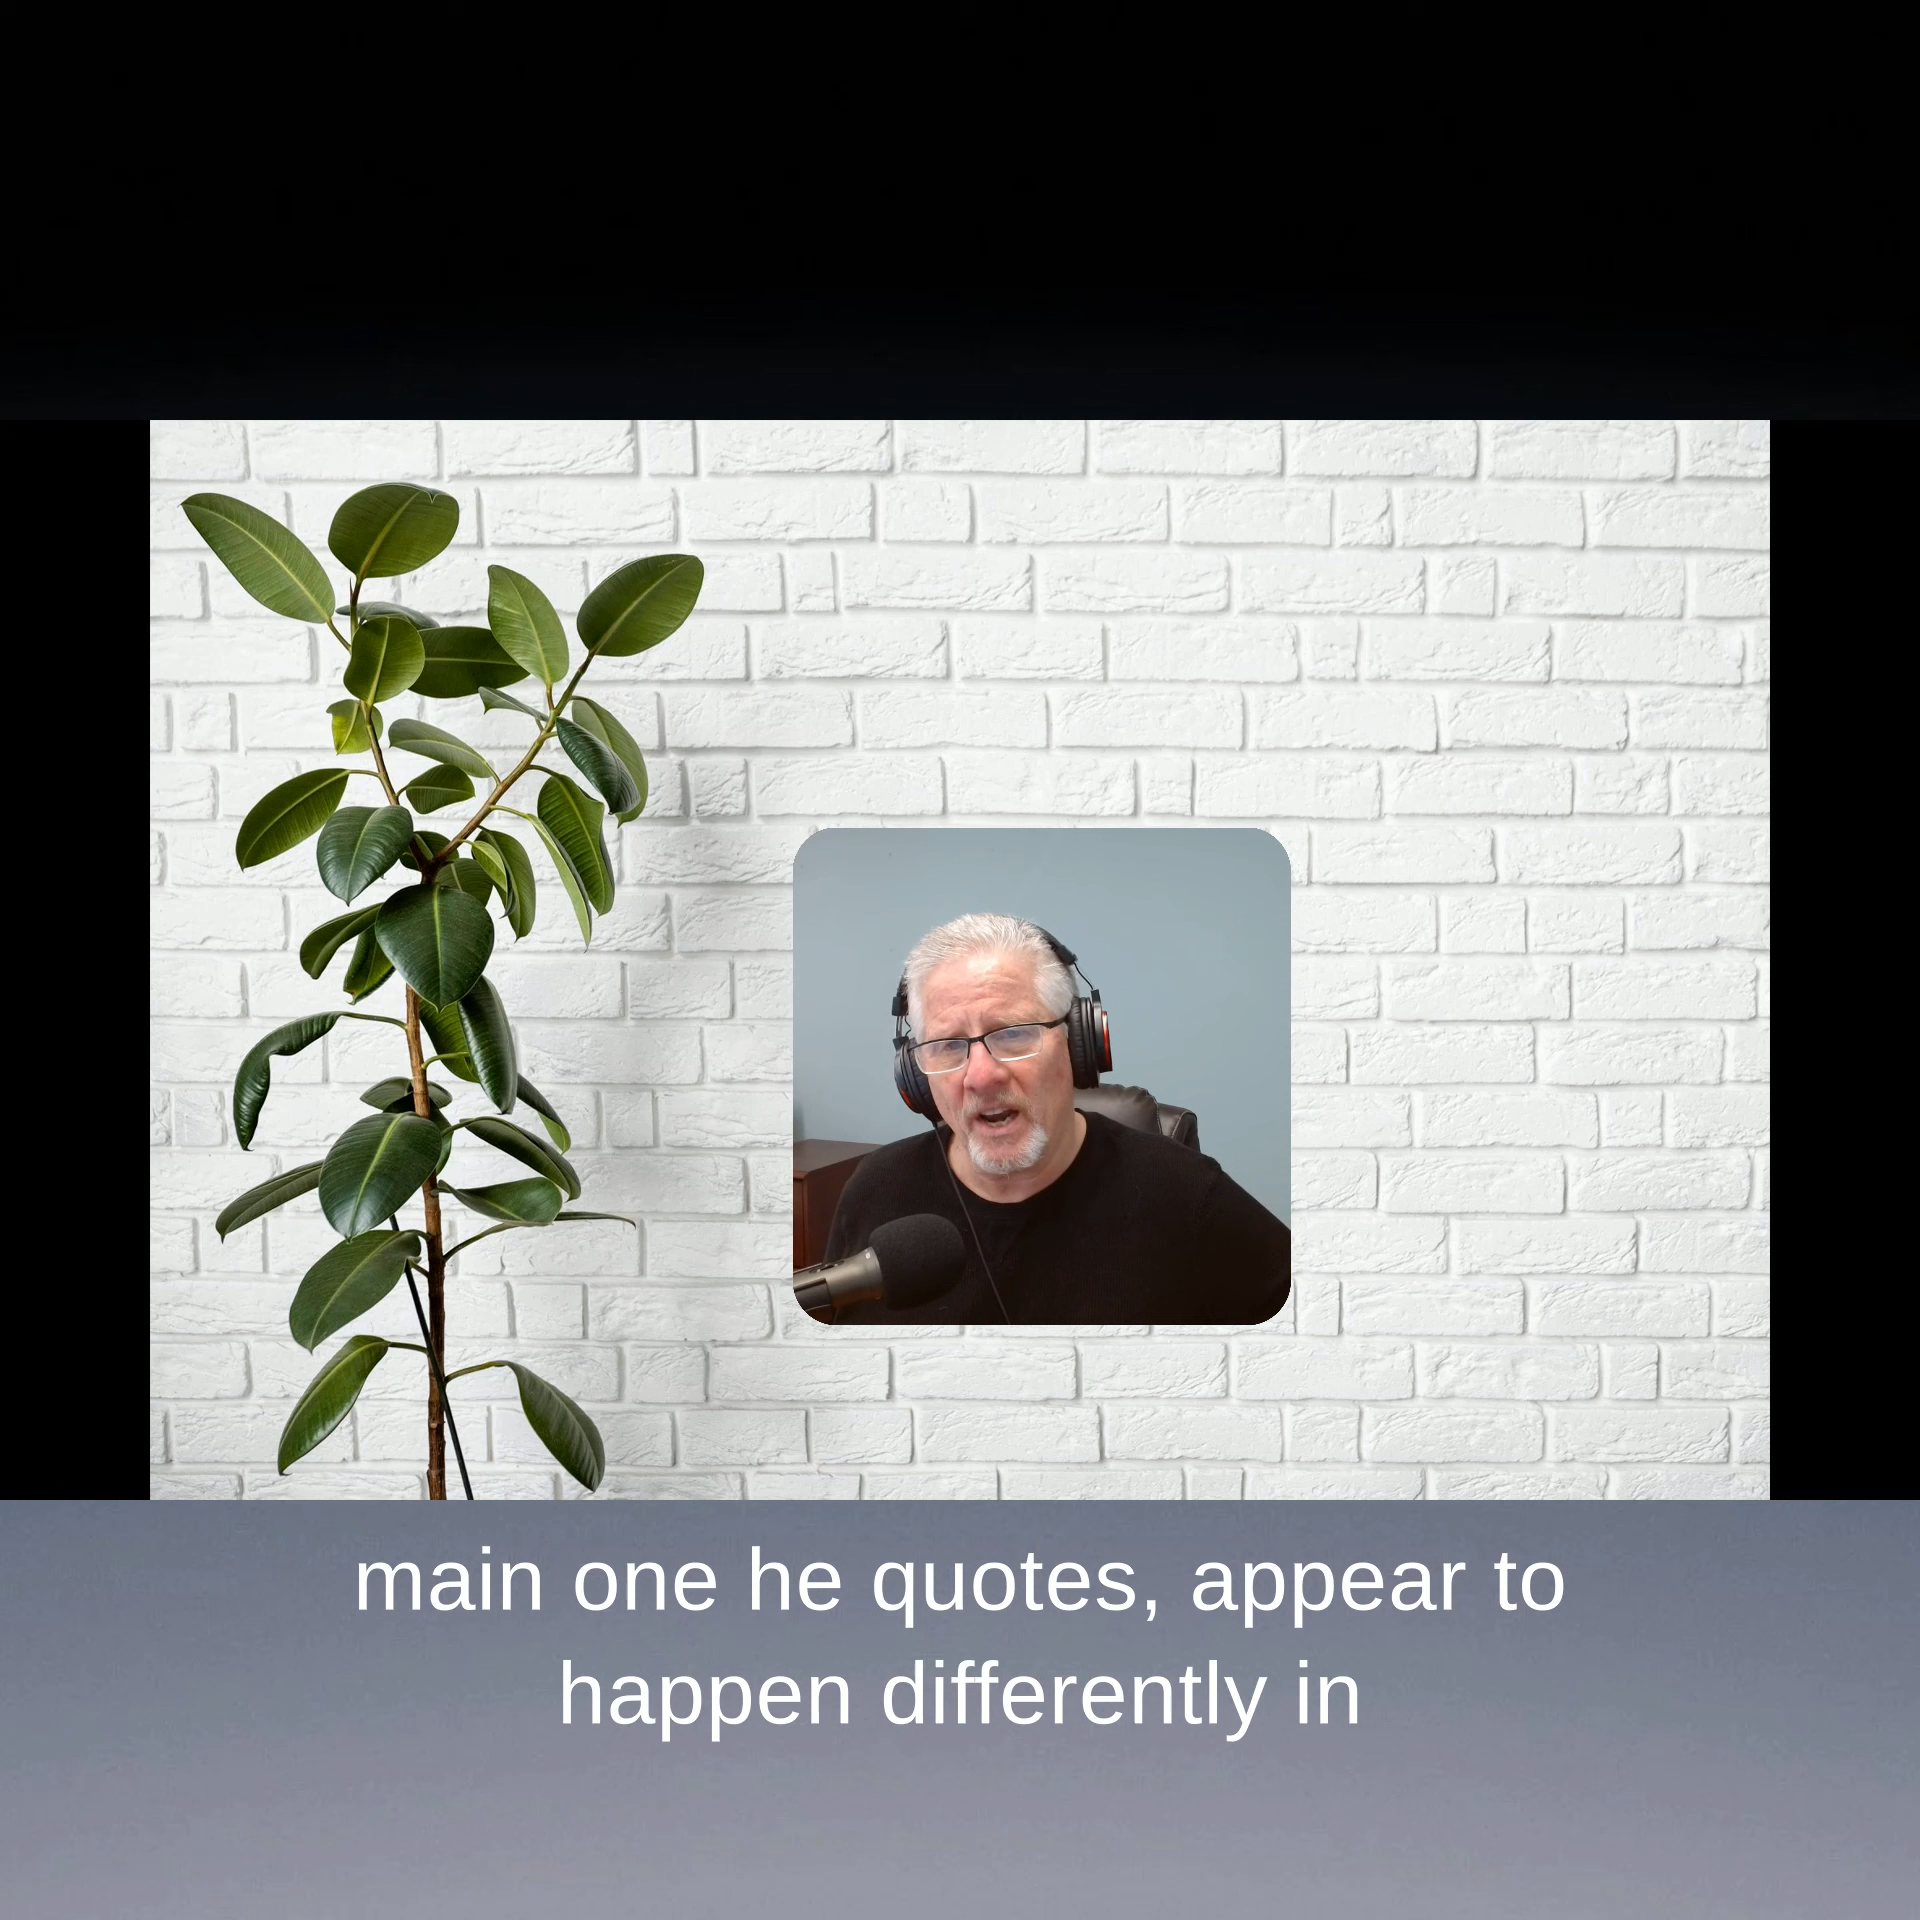 main one he quotes, appear to
happen differently in